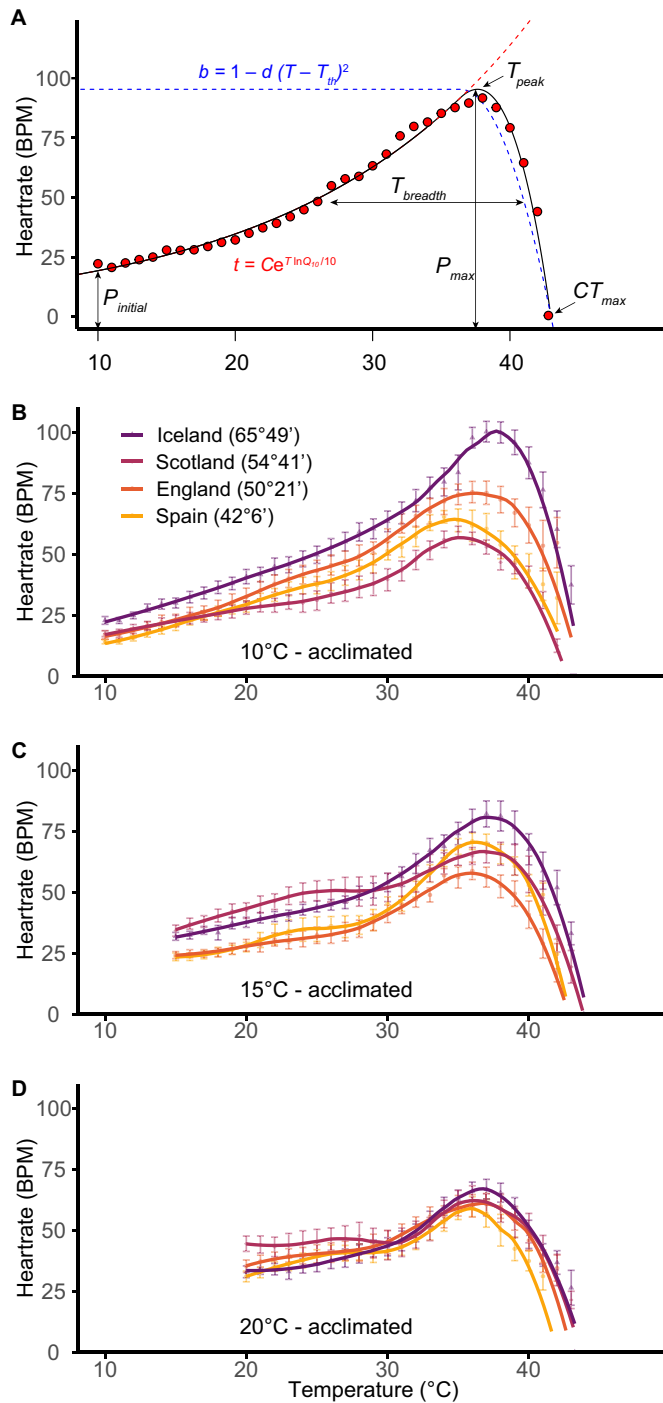 A
Heartrate (BPM)
100
75
50
25
0
b = 1 – d (T – Tth)2
Tpeak
Tbreadth
t = CeT lnQ10/10
Pmax
Pinitial
CTmax
10 20 30 40
B
Heartrate (BPM)
100
75
50
25
0
Iceland (65°49’)
Scotland (54°41’)
England (50°21’)
Spain (42°6’)
10°C - acclimated
10 20 30 40
C
Heartrate (BPM)
100
75
50
25
0
15°C - acclimated
10 20 30 40
D
Heartrate (BPM)
100
75
50
25
0
20°C - acclimated
10 20 30 40
Temperature (°C)